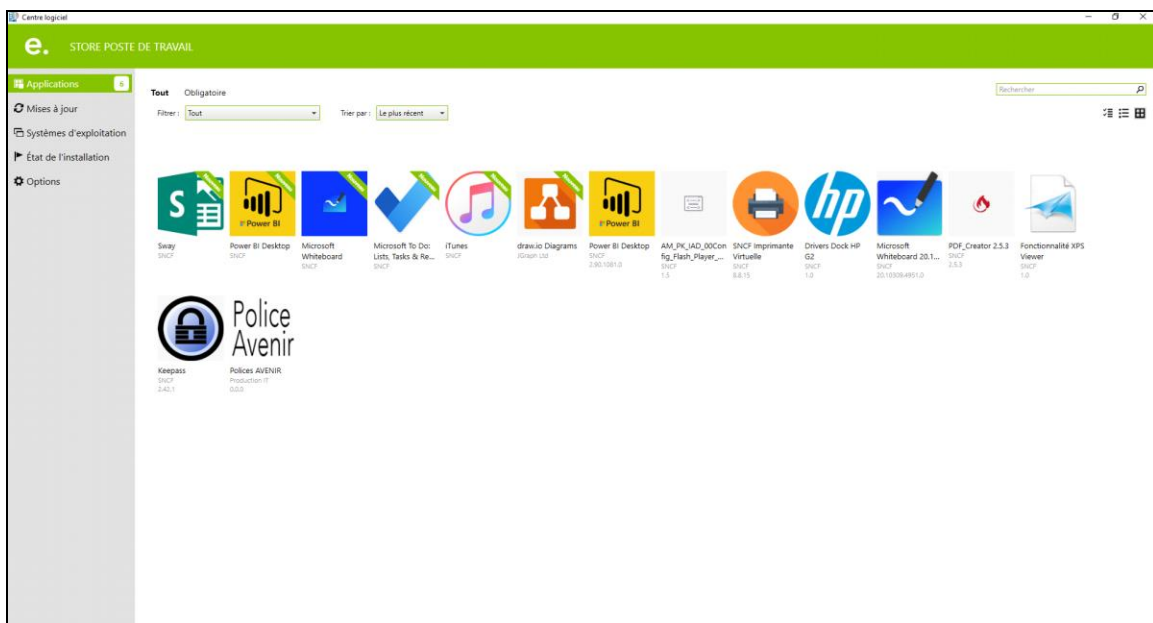 Centre logiciel
e. STORE POSTE DE TRAVAIL
Applications 6
Mises à jour
Systèmes d'exploitation
État de l'installation
Options
Tout Obligatoire
Rechercher
Filtrer : Tout Trier par : Le plus récent
Sway
SNCF
Power BI
Power BI Desktop
SNCF
Microsoft
Whiteboard
SNCF
Microsoft To Do:
Lists, Tasks & Re...
SNCF
iTunes
SNCF
draw.io Diagrams
JGraph Ltd
Power BI
Power BI Desktop
SNCF
2.90.1081.0
AM_PK_IAD_00Con
fig_Flash_Player_...
SNCF
1.5
SNCF Imprimante
Virtuelle
SNCF
8.8.15
hp
Drivers Dock HP
G2
SNCF
1.0
Microsoft
Whiteboard 20.1...
SNCF
20.10308.4951.0
PDF_Creator 2.5.3
SNCF
2.5.3
Fonctionnalité XPS
Viewer
SNCF
1.0
Keepass
SNCF
2.42.1
Police
Avenir
Polices AVENIR
Production IT
0.0.0